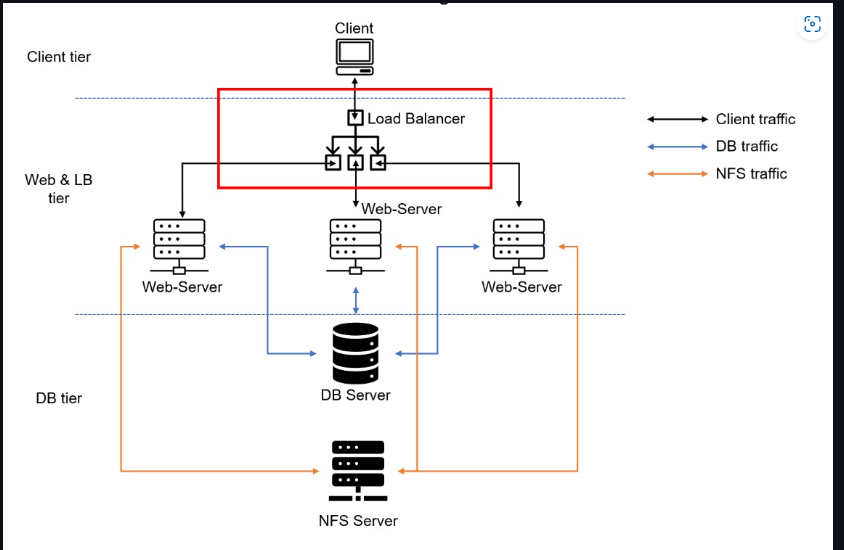 Client
Client tier
Load Balancer
Client traffic
DB traffic
NFS traffic
Web & LB
tier
Web-Server
Web-Server
Web-Server
DB Server
DB tier
NFS Server